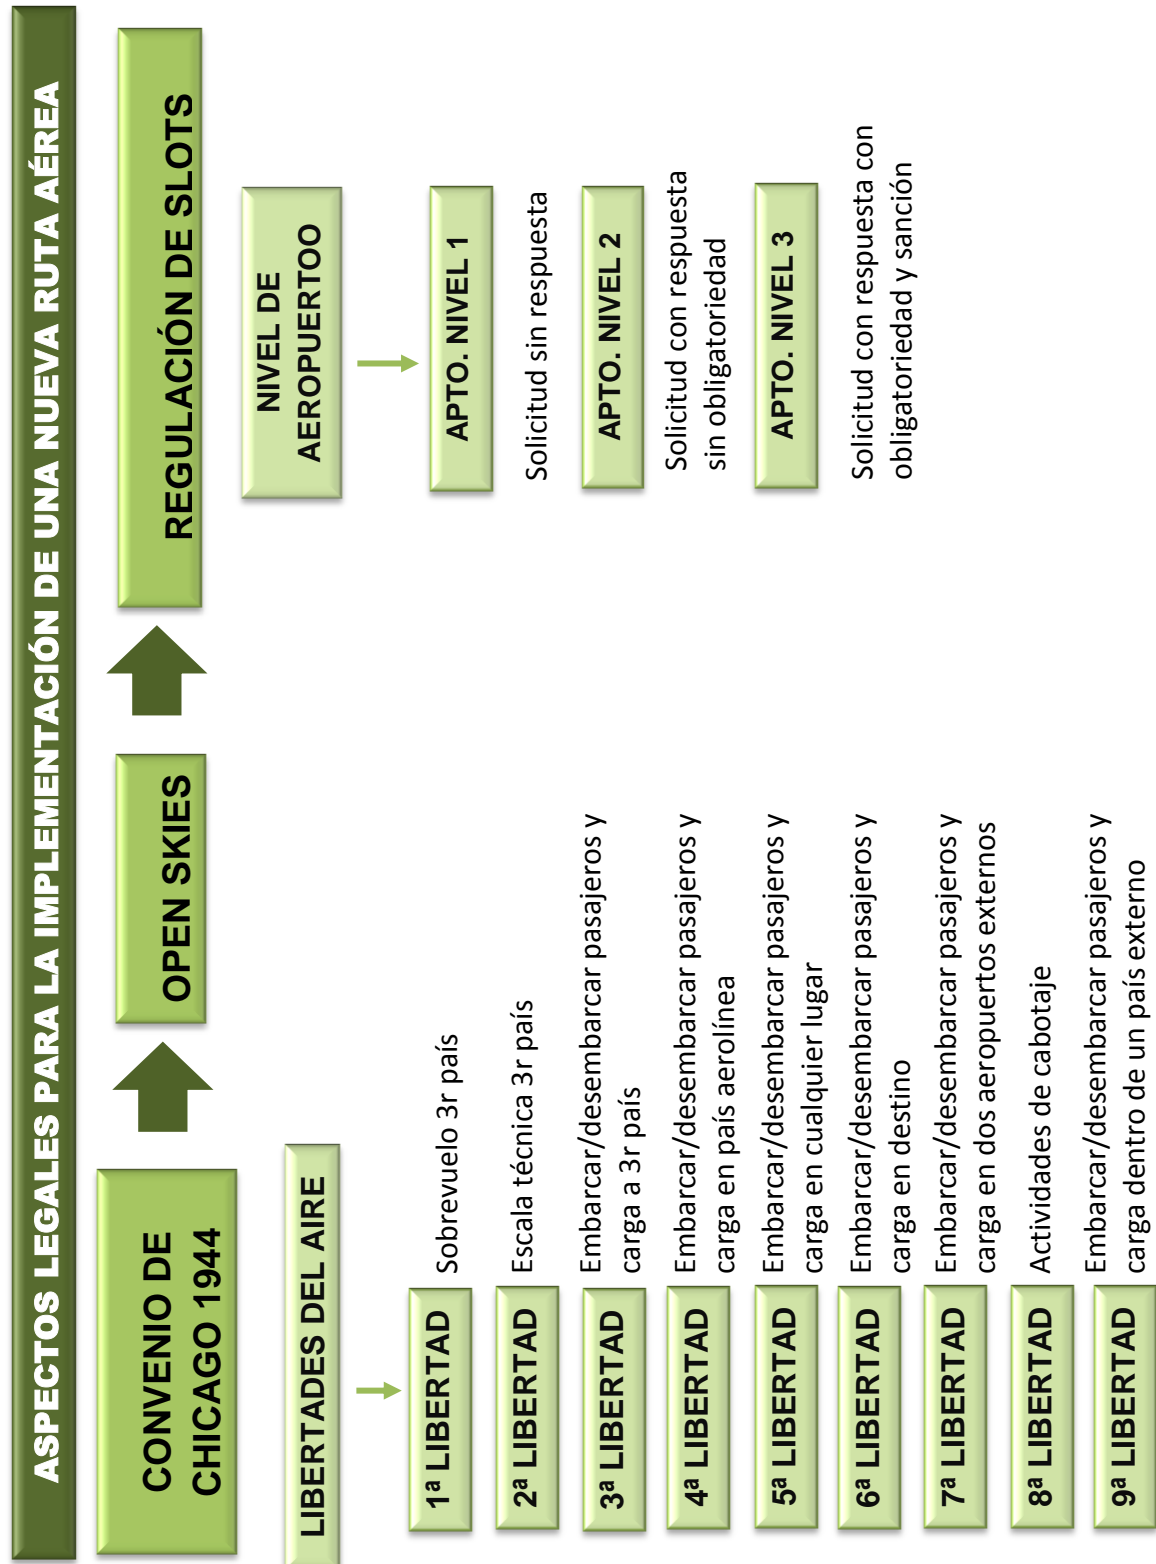 ASPECTOS LEGALES PARA LA IMPLEMENTACIÓN DE UNA NUEVA RUTA AÉREA
CONVENIO DE
CHICAGO 1944
OPEN SKIES
REGULACIÓN DE SLOTS
LIBERTADES DEL AIRE
1ª LIBERTAD
Sobrevuelo 3r país
2ª LIBERTAD
Escala técnica 3r país
3ª LIBERTAD
Embarcar/desembarcar pasajeros y
carga a 3r país
4ª LIBERTAD
Embarcar/desembarcar pasajeros y
carga en país aerolínea
5ª LIBERTAD
Embarcar/desembarcar pasajeros y
carga en cualquier lugar
6ª LIBERTAD
Embarcar/desembarcar pasajeros y
carga en destino
7ª LIBERTAD
Embarcar/desembarcar pasajeros y
carga en dos aeropuertos externos
8ª LIBERTAD
Actividades de cabotaje
9ª LIBERTAD
Embarcar/desembarcar pasajeros y
carga dentro de un país externo
NIVEL DE
AEROPUERTOO
APTO. NIVEL 1
Solicitud sin respuesta
APTO. NIVEL 2
Solicitud con respuesta
sin obligatoriedad
APTO. NIVEL 3
Solicitud con respuesta con
obligatoriedad y sanción